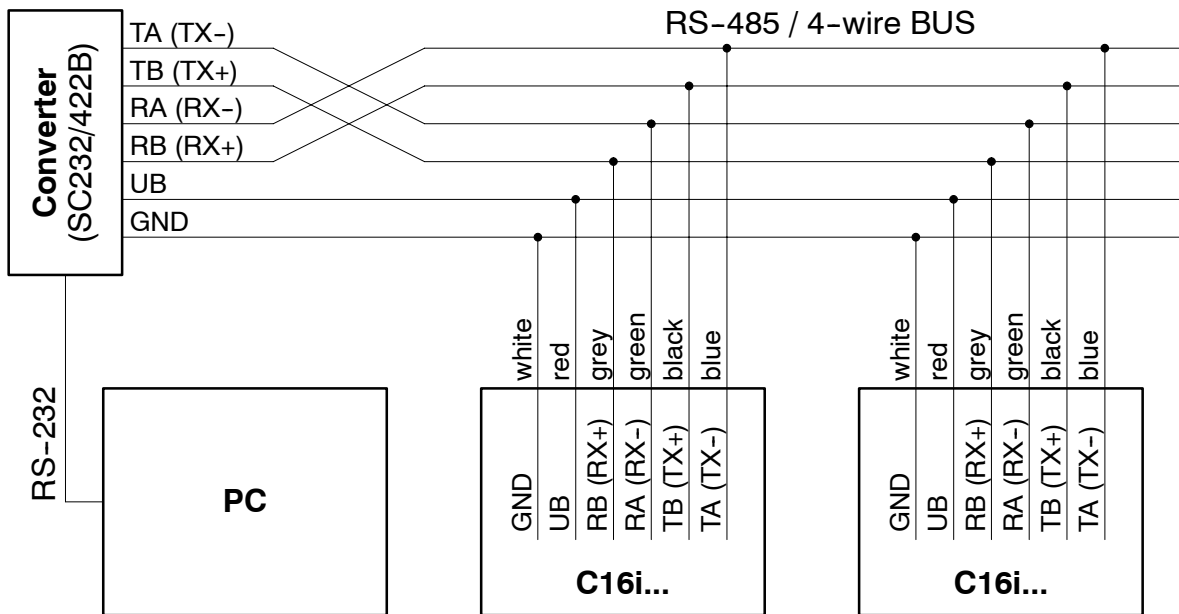 RS-485 / 4-wire BUS
Converter
(SC232/422B)
TA (TX-)
TB (TX+)
RA (RX-)
RB (RX+)
UB
GND
RS-232
PC
white
red
grey
green
black
blue
GND
UB
RB (RX+)
RA (RX-)
TB (TX+)
TA (TX-)
C16i...
white
red
grey
green
black
blue
GND
UB
RB (RX+)
RA (RX-)
TB (TX+)
TA (TX-)
C16i...